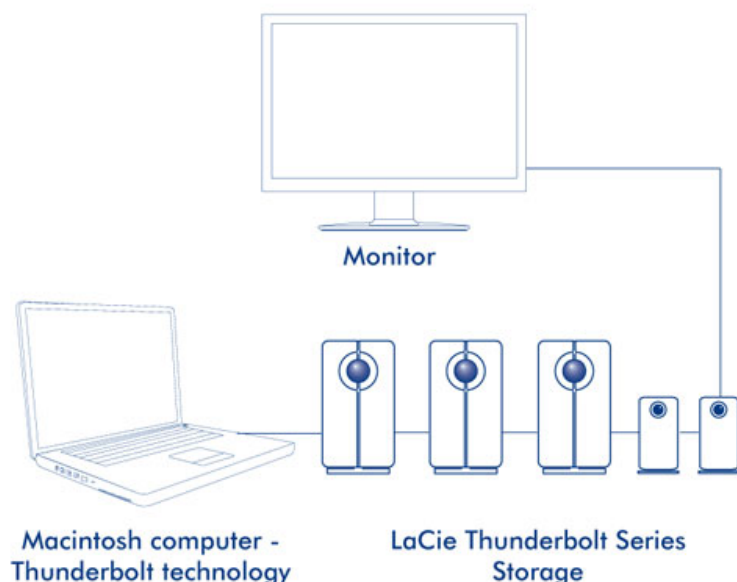 Monitor
Macintosh computer -
Thunderbolt technology
LaCie Thunderbolt Series
Storage